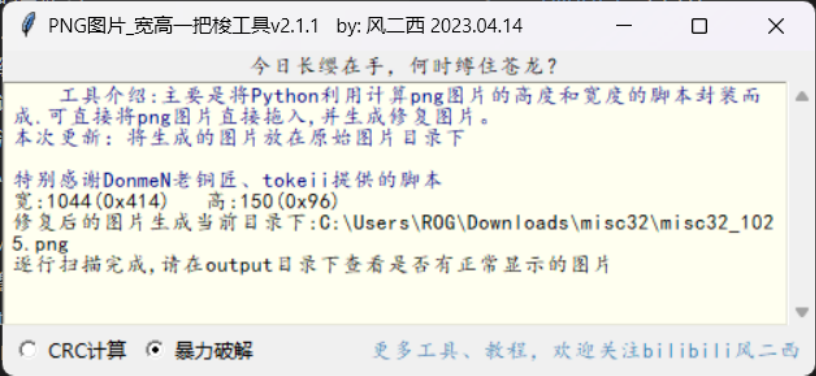 PNG图片_宽高一把梭工具v2.1.1 by: 风二西 2023.04.14
今日长缨在手，何时缚住苍龙？
工具介绍:主要是将Python利用计算png图片的高度和宽度的脚本封装而
成.可直接将png图片直接拖入,并生成修复图片。
本次更新：将生成的图片放在原始图片目录下
特别感谢DonmeN老铜匠、tokeii提供的脚本
宽:1044(0x414) 高:150(0x96)
修复后的图片生成当前目录下:C:\Users\ROG\Downloads\misc32\misc32_102
5.png
逐行扫描完成,请在output目录下查看是否有正常显示的图片
CRC计算 暴力破解 更多工具、教程，欢迎关注bilibili风二西